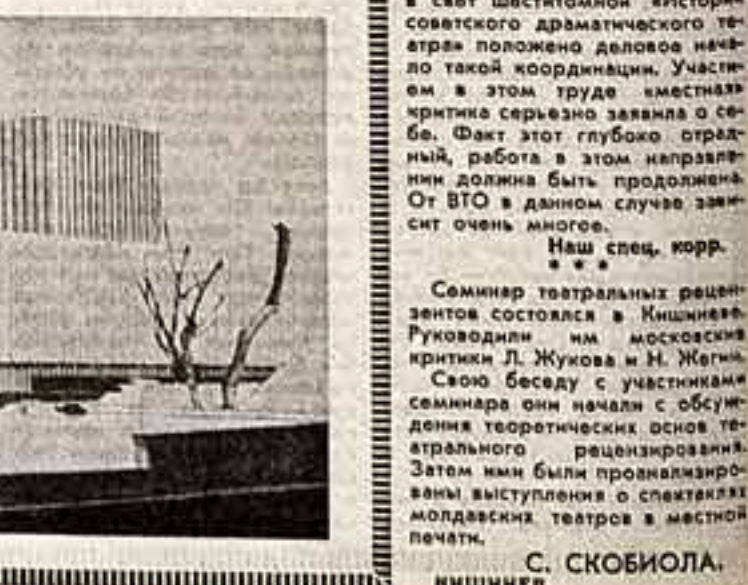 в свет шеститомной «Истории
советского драматического те-
атра» положено деловое нача-
ло такой координации. Участи-
ем в этом труде «местная»
критика серьезно заявила о се-
бе. Факт этот глубоко отрад-
ный, работа в этом направле-
нии должна быть продолжена.
От ВТО в данном случае зави-
сит очень многое.
Наш спец. корр.
* * *
Семинар театральных рецен-
зентов состоялся в Кишиневе.
Руководили им московские
критики Л. Жукова и Н. Жегин.
Свою беседу с участниками
семинара они начали с обсуж-
дения теоретических основ те-
атрального рецензирования.
Затем ими были проанализиро-
ваны выступления о спектаклях
молдавских театров в местной
печати.
С. СКОБИОЛА.
КИШИНЕВ